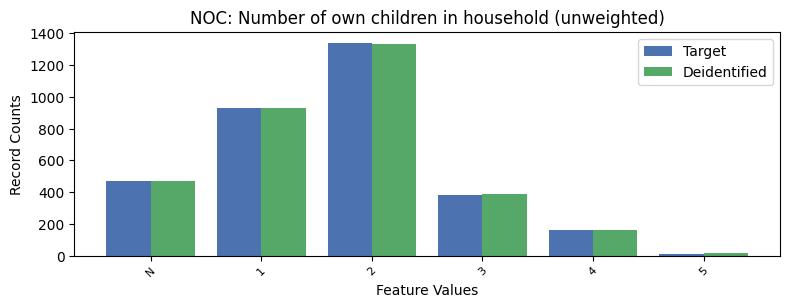 NOC: Number of own children in household (unweighted)
Target
Deidentified
Record Counts
1400
1200
1000
800
600
400
200
0
N
1
2
3
4
5
Feature Values